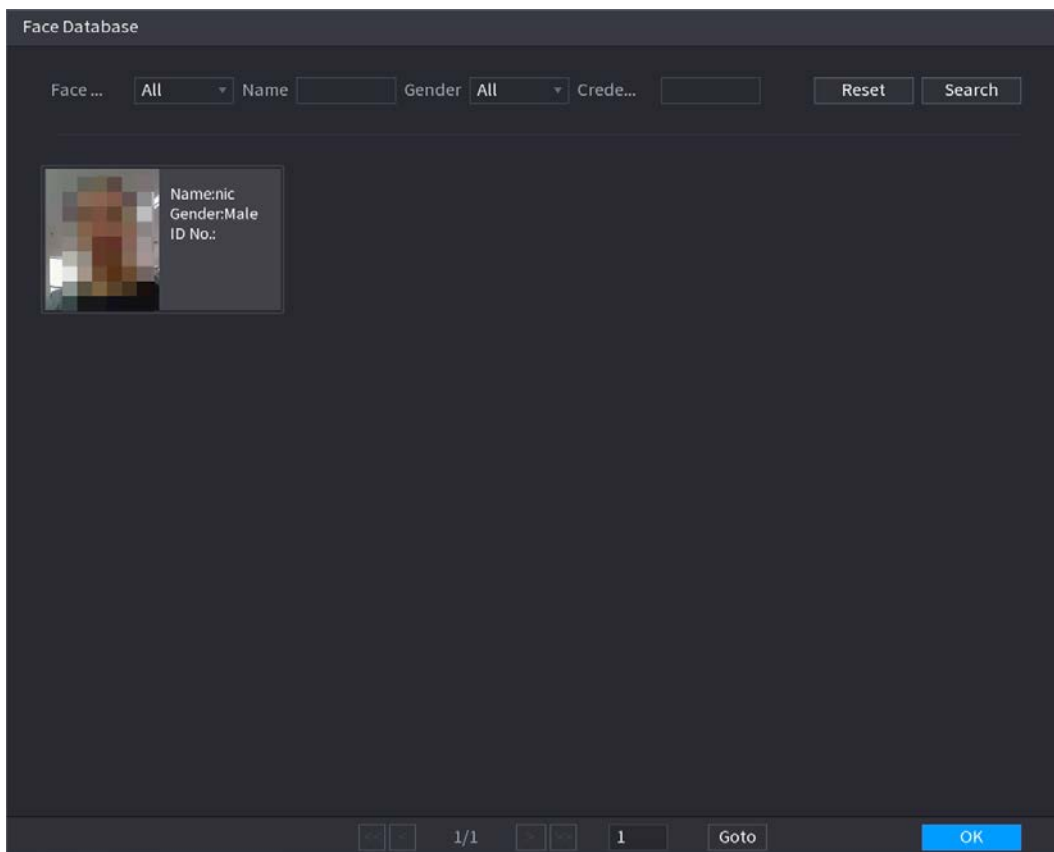 Face Database
Face ... All Name Gender All Crede... Reset Search
Name:nic
Gender:Male
ID No.:
<< < 1/1 > >> 1 Goto OK